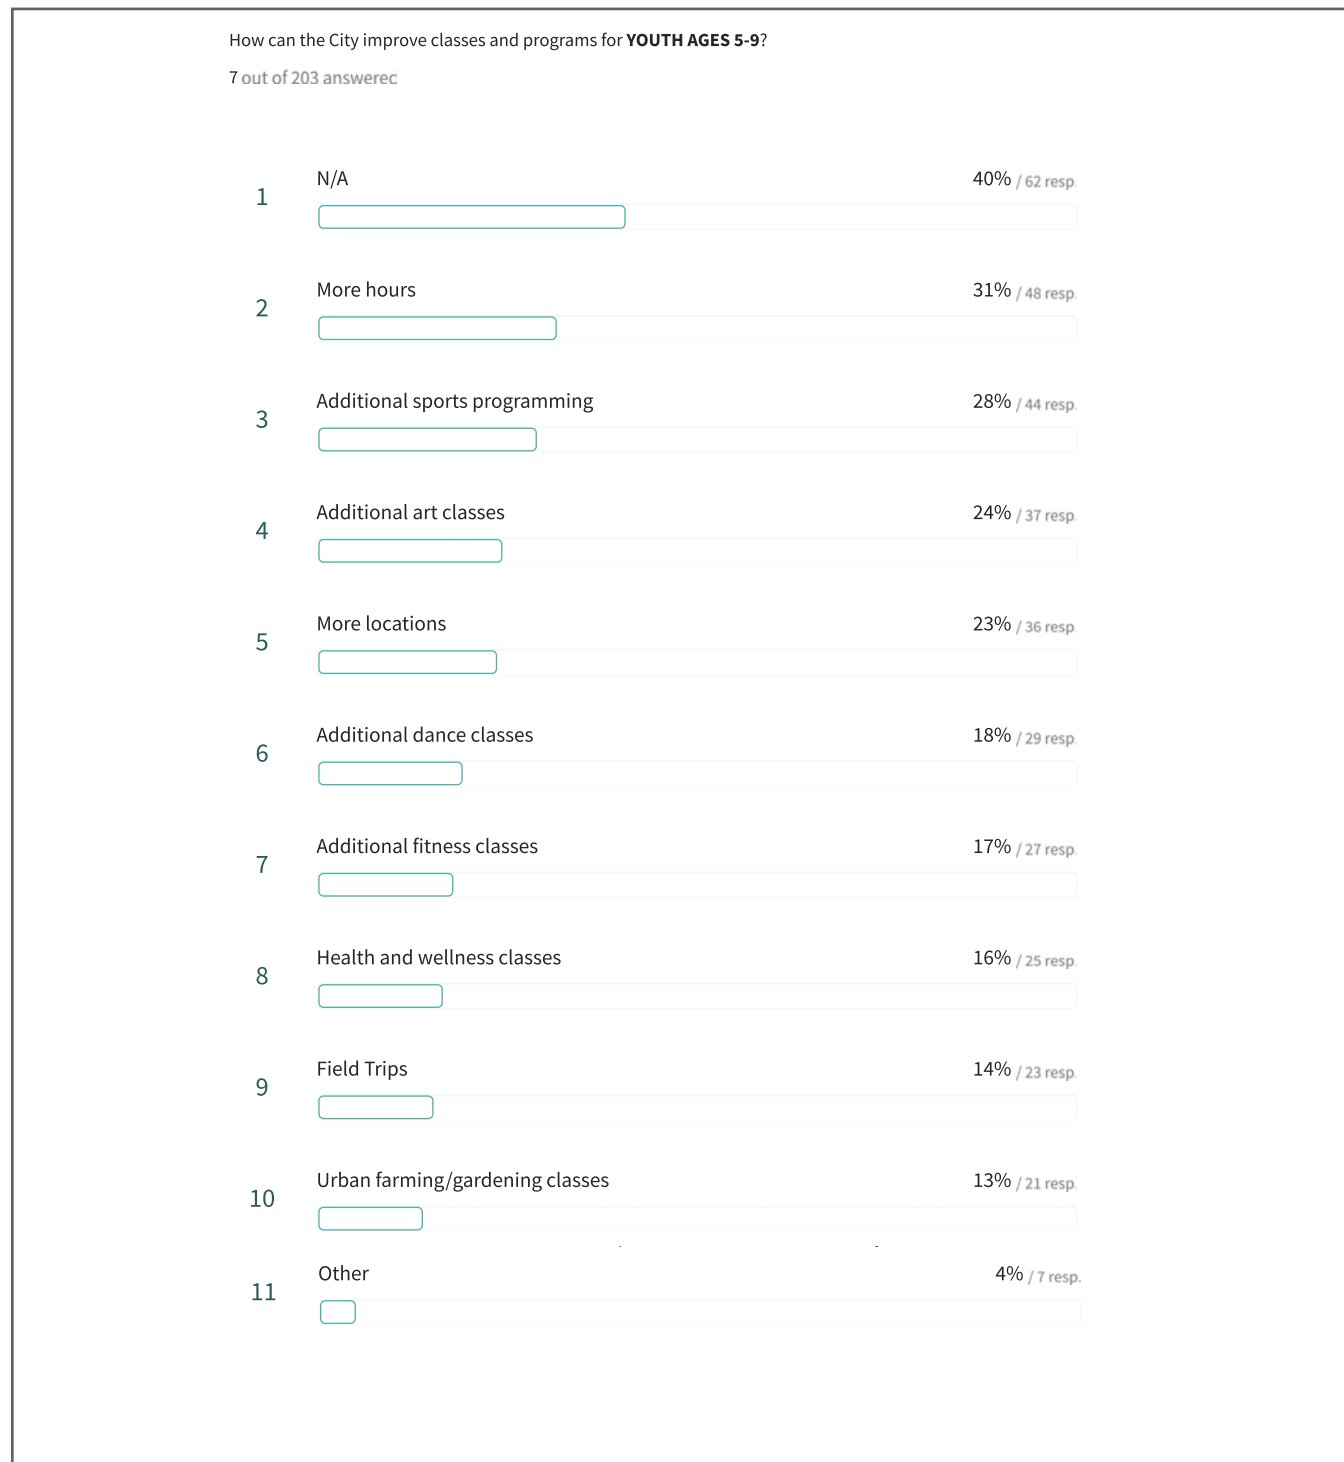 How can the City improve classes and programs for YOUTH AGES 5-9?
7 out of 203 answerec
1
N/A
40% / 62 resp.
2
More hours
31% / 48 resp.
3
Additional sports programming
28% / 44 resp.
4
Additional art classes
24% / 37 resp.
5
More locations
23% / 36 resp.
6
Additional dance classes
18% / 29 resp.
7
Additional fitness classes
17% / 27 resp.
8
Health and wellness classes
16% / 25 resp.
9
Field Trips
14% / 23 resp.
10
Urban farming/gardening classes
13% / 21 resp.
11
Other
4% / 7 resp.